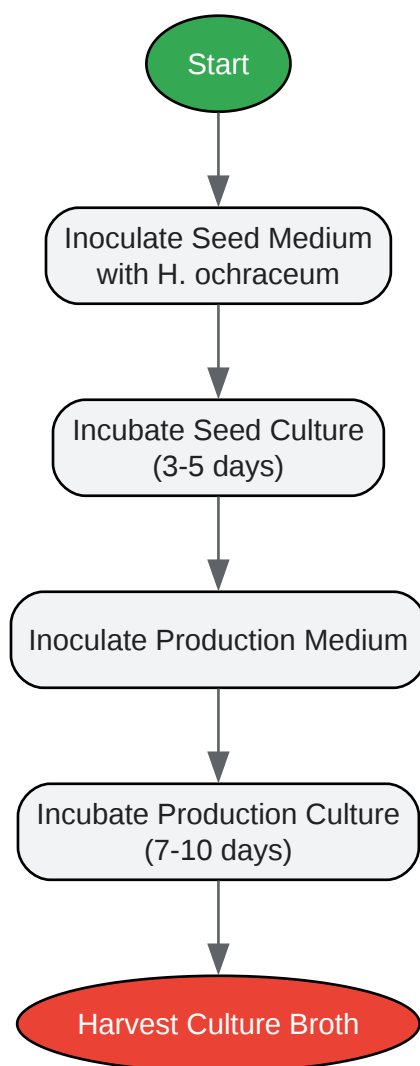 Start
Inoculate Seed Medium
with H. ochraceum
Incubate Seed Culture
(3-5 days)
Inoculate Production Medium
Incubate Production Culture
(7-10 days)
Harvest Culture Broth